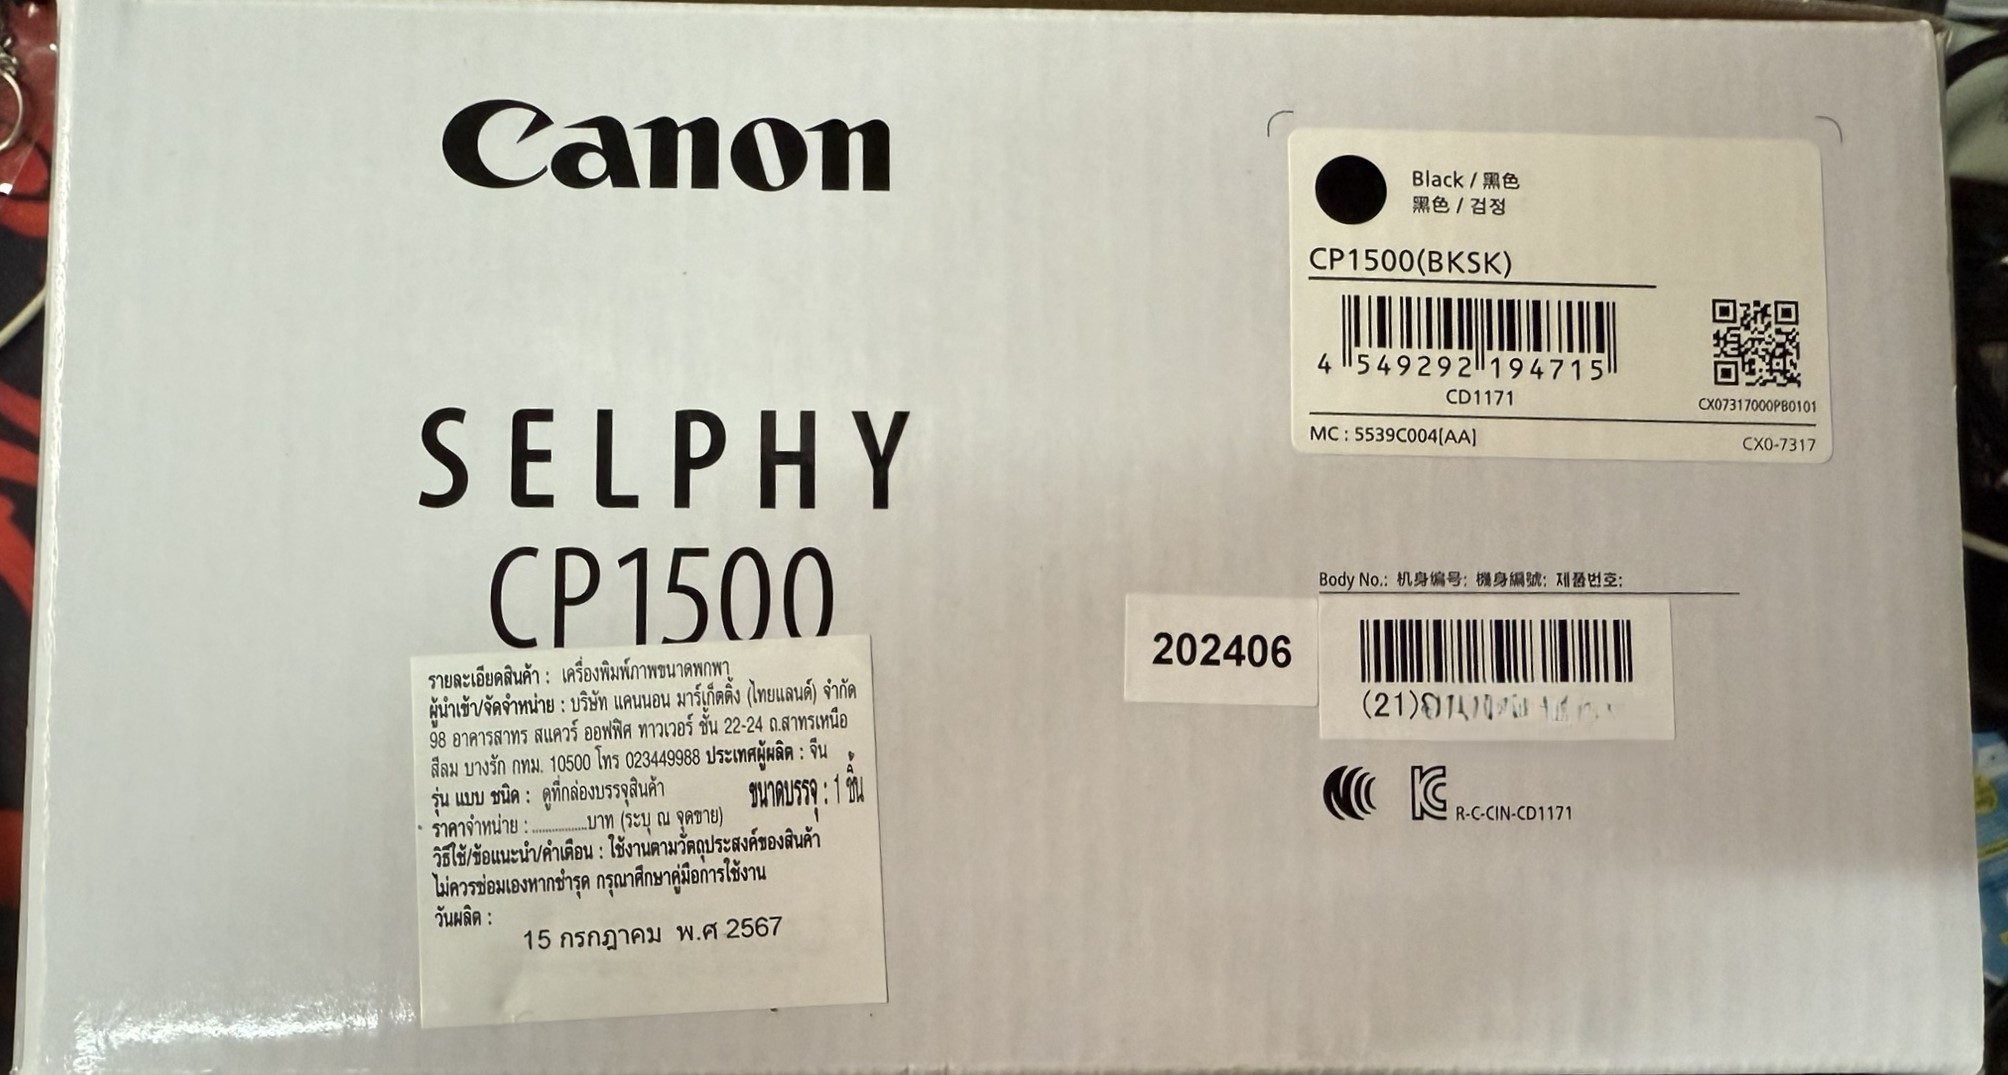 Canon
SELPHY
CP1500
รายละเอียดสินค้า : เครื่องพิมพ์ภาพขนาดพกพา
ผู้นำเข้า/จัดจำหน่าย : บริษัท แคนนอน มาร์เก็ตติ้ง (ไทยแลนด์) จำกัด
98 อาคารสาทร สแควร์ ออฟฟิศ ทาวเวอร์ ชั้น 22-24 ถ.สาทรเหนือ
สีลม บางรัก กทม. 10500 โทร 023449988 ประเทศผู้ผลิต : จีน
รุ่น แบบ ชนิด : ดูที่กล่องบรรจุสินค้า ขนาดบรรจุ : 1 ชิ้น
ราคาจำหน่าย :................บาท (ระบุ ณ จุดขาย)
วิธีใช้/ข้อแนะนำ/คำเตือน : ใช้งานตามวัตถุประสงค์ของสินค้า
ไม่ควรซ่อมเองหากชำรุด กรุณาศึกษาคู่มือการใช้งาน
วันผลิต :
15 กรกฎาคม พ.ศ 2567
Black / 黑色
黑色 / 검정
CP1500(BKSK)
4 549292 194715
CD1171
CX07317000PB0101
MC : 5539C004[AA]
CX0-7317
Body No.: 机身编号: 機身編號: 제품번호:
202406
(21)
R-C-CIN-CD1171